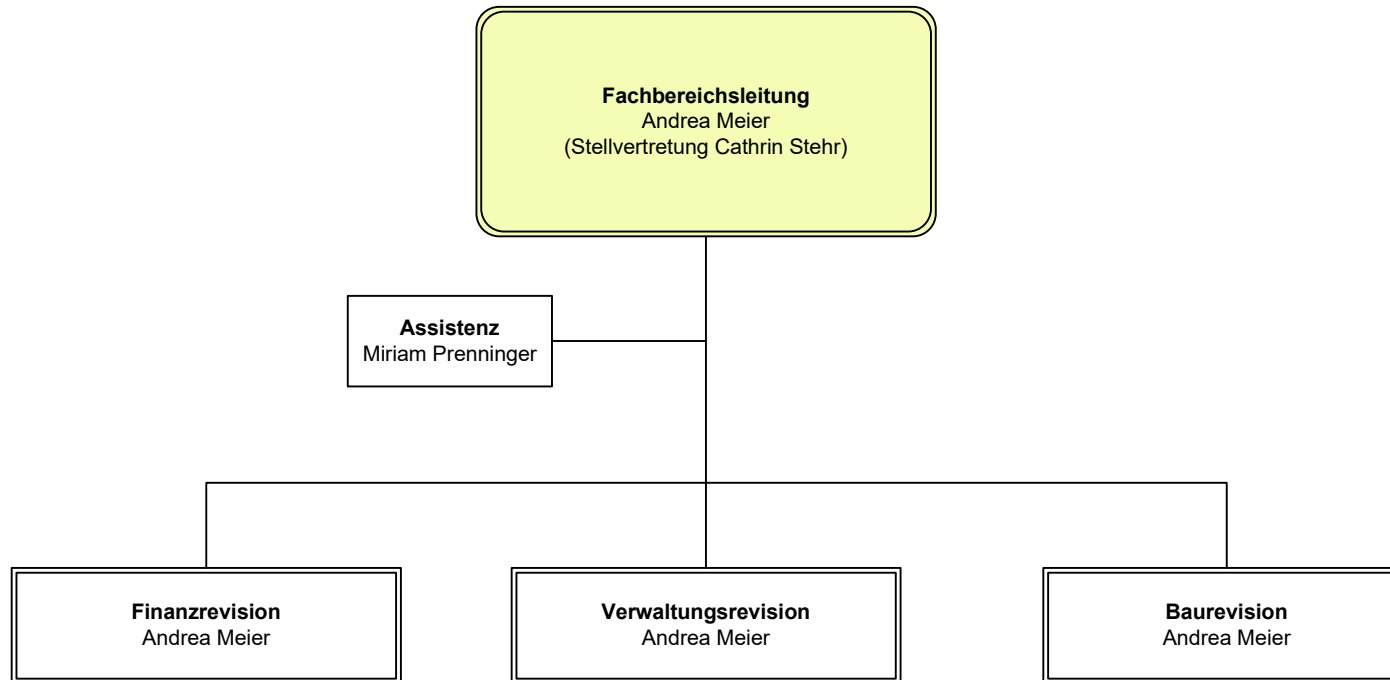 Fachbereichsleitung
Andrea Meier
(Stellvertretung Cathrin Stehr)
Assistenz
Miriam Prenninger
Finanzrevision
Andrea Meier
Verwaltungsrevision
Andrea Meier
Baurevision
Andrea Meier